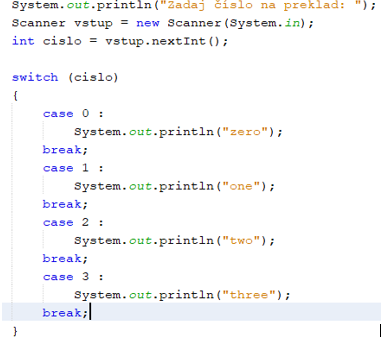 System.out.println("Zadaj číslo na preklad: ");
Scanner vstup = new Scanner(System.in);
int cislo = vstup.nextInt();
switch (cislo)
{
case 0 :
System.out.println("zero");
break;
case 1 :
System.out.println("one");
break;
case 2 :
System.out.println("two");
break;
case 3 :
System.out.println("three");
break;
}